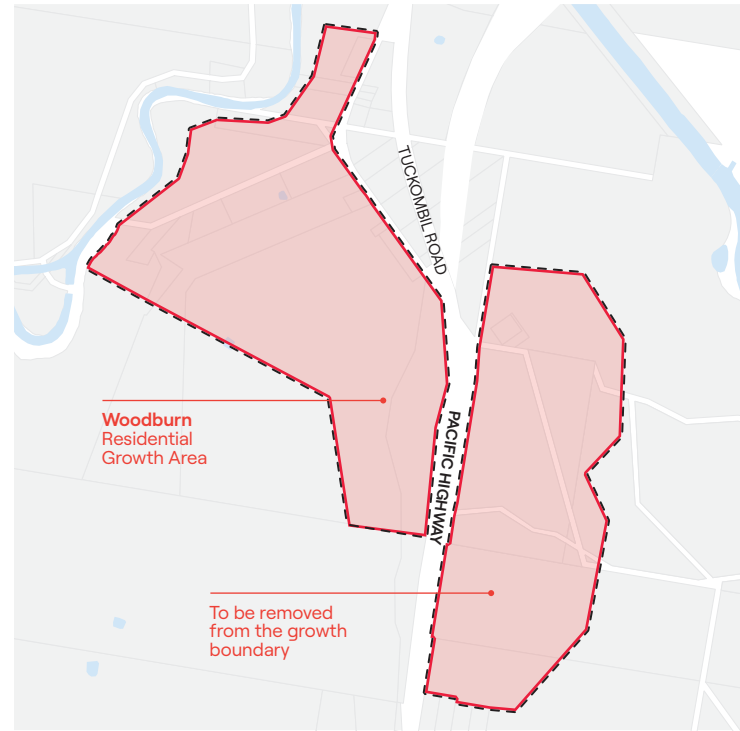 TUCKOMBIL ROAD
PACIFIC HIGHWAY
Woodburn
Residential
Growth Area
To be removed
from the growth
boundary